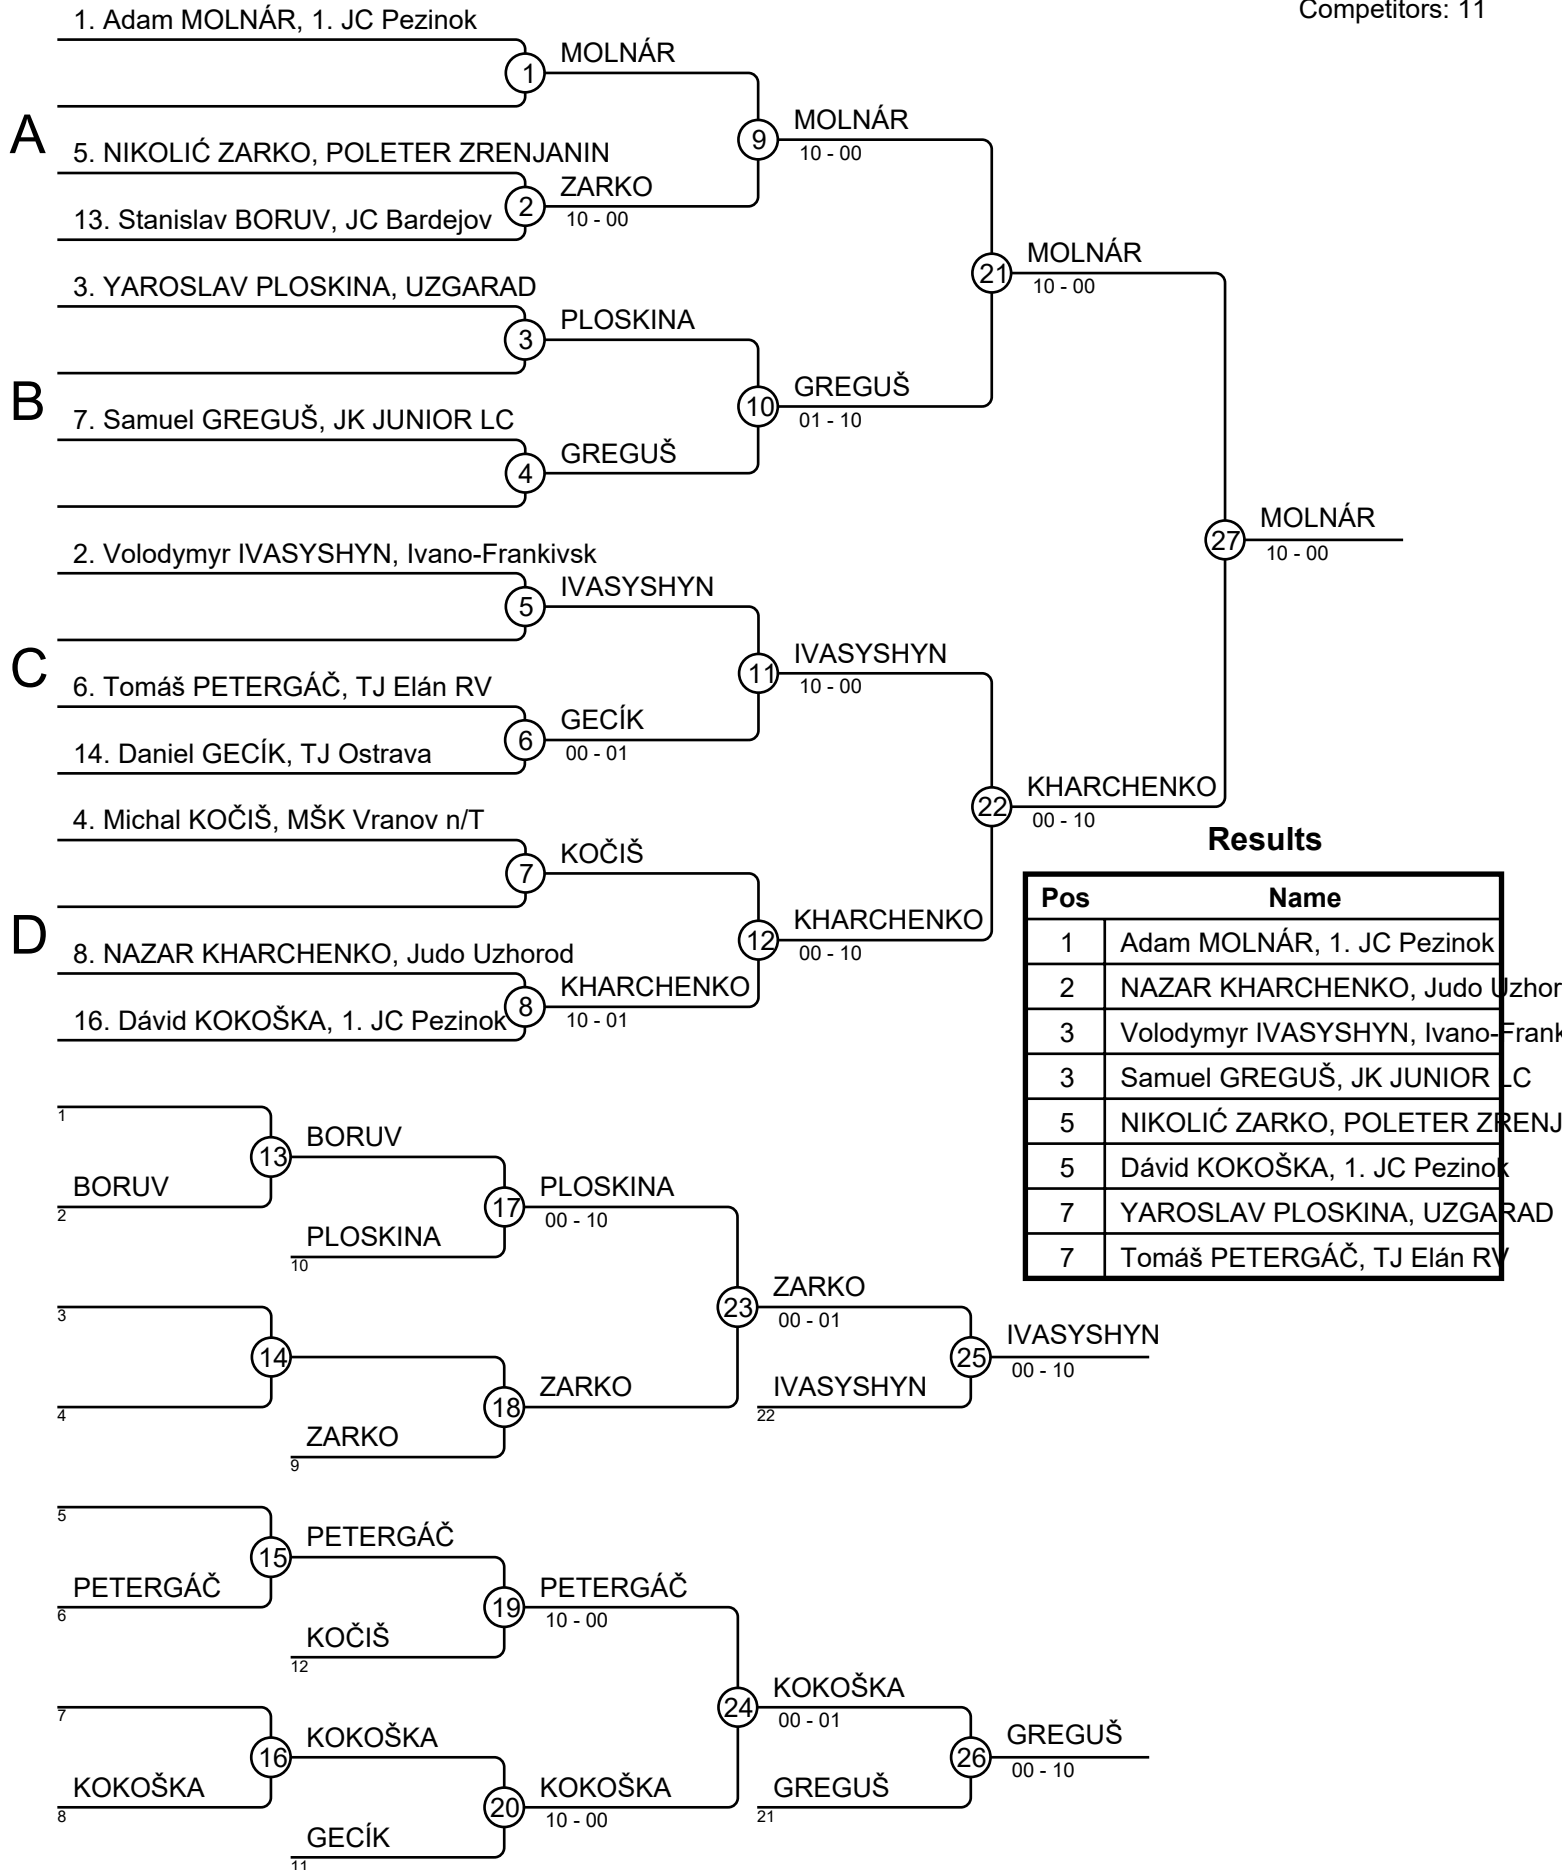 Competitors: 11
1. Adam MOLNÁR, 1. JC Pezinok
1
MOLNÁR
A
9
MOLNÁR
10 - 00
5. NIKOLIĆ ZARKO, POLETER ZRENJANIN
2
ZARKO
10 - 00
13. Stanislav BORUV, JC Bardejov
21
MOLNÁR
10 - 00
3. YAROSLAV PLOSKINA, UZGARAD
3
PLOSKINA
B
10
GREGUŠ
01 - 10
7. Samuel GREGUŠ, JK JUNIOR LC
4
GREGUŠ
27
MOLNÁR
10 - 00
2. Volodymyr IVASYSHYN, Ivano-Frankivsk
5
IVASYSHYN
C
11
IVASYSHYN
10 - 00
6. Tomáš PETERGÁČ, TJ Elán RV
6
GECÍK
00 - 01
14. Daniel GECÍK, TJ Ostrava
22
KHARCHENKO
00 - 10
4. Michal KOČIŠ, MŠK Vranov n/T
7
KOČIŠ
D
12
KHARCHENKO
00 - 10
8. NAZAR KHARCHENKO, Judo Uzhorod
8
KHARCHENKO
10 - 01
16. Dávid KOKOŠKA, 1. JC Pezinok
Results
Pos Name
1 Adam MOLNÁR, 1. JC Pezinok
2 NAZAR KHARCHENKO, Judo Uzhor
3 Volodymyr IVASYSHYN, Ivano-Frank
3 Samuel GREGUŠ, JK JUNIOR LC
5 NIKOLIĆ ZARKO, POLETER ZRENJ
5 Dávid KOKOŠKA, 1. JC Pezinok
7 YAROSLAV PLOSKINA, UZGARAD
7 Tomáš PETERGÁČ, TJ Elán RV
1
13
BORUV
BORUV
2
17
PLOSKINA
00 - 10
PLOSKINA
10
23
ZARKO
00 - 01
3
14
4
18
ZARKO
ZARKO
9
25
IVASYSHYN
00 - 10
IVASYSHYN
22
5
15
PETERGÁČ
PETERGÁČ
6
19
PETERGÁČ
10 - 00
KOČIŠ
12
24
KOKOŠKA
00 - 01
7
16
KOKOŠKA
KOKOŠKA
8
20
KOKOŠKA
10 - 00
GECÍK
11
26
GREGUŠ
00 - 10
GREGUŠ
21